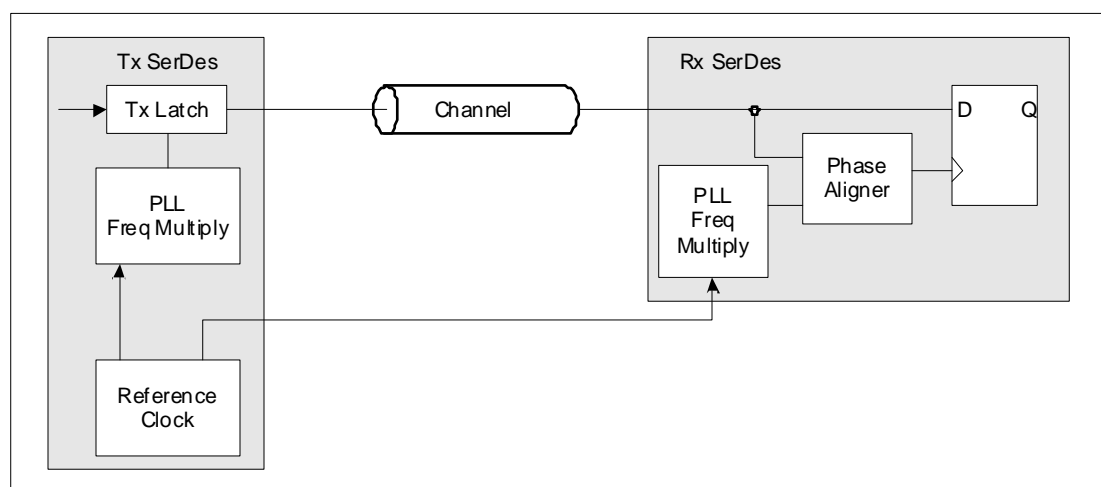 Tx SerDes
Tx Latch
PLL
Freq Multiply
Reference
Clock
Channel
Rx SerDes
D Q
Phase
Aligner
PLL
Freq
Multiply